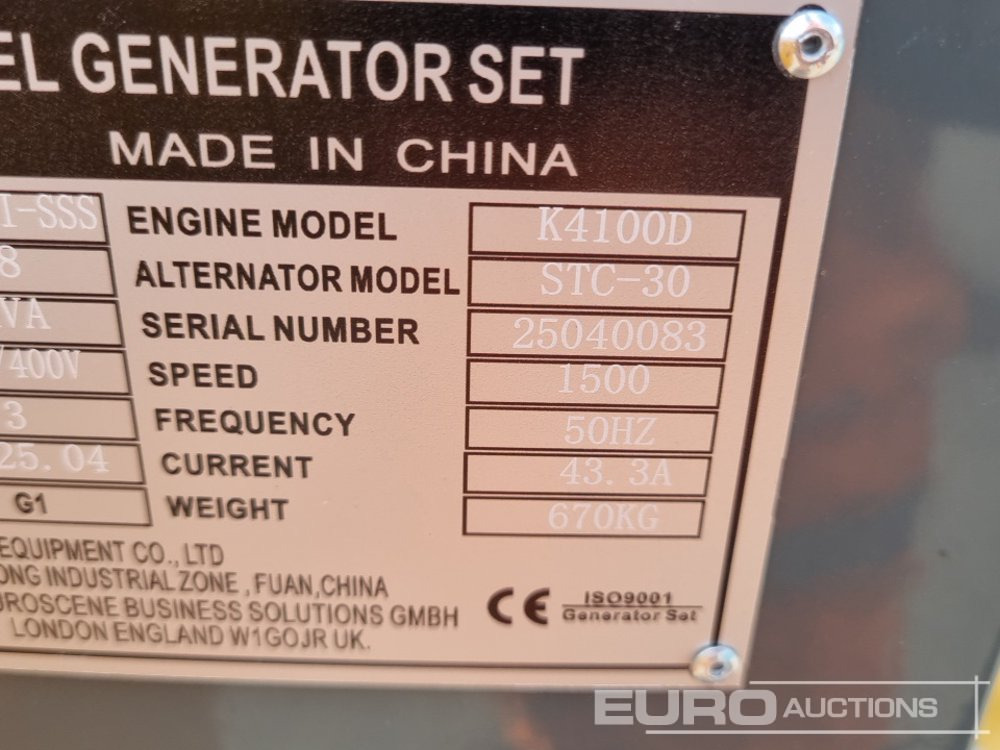 EL GENERATOR SET
MADE IN CHINA
I-SSS ENGINE MODEL K4100D
8 ALTERNATOR MODEL STC-30
VA SERIAL NUMBER 25040083
/400V SPEED 1500
3 FREQUENCY 50HZ
25.04 CURRENT 43.3A
G1 WEIGHT 670KG
EQUIPMENT CO., LTD
ONG INDUSTRIAL ZONE ,FUAN,CHINA
UROSCENE BUSINESS SOLUTIONS GMBH
LONDON ENGLAND W1GOJR UK.
CE ISO9001
Generator Set
EURO AUCTIONS